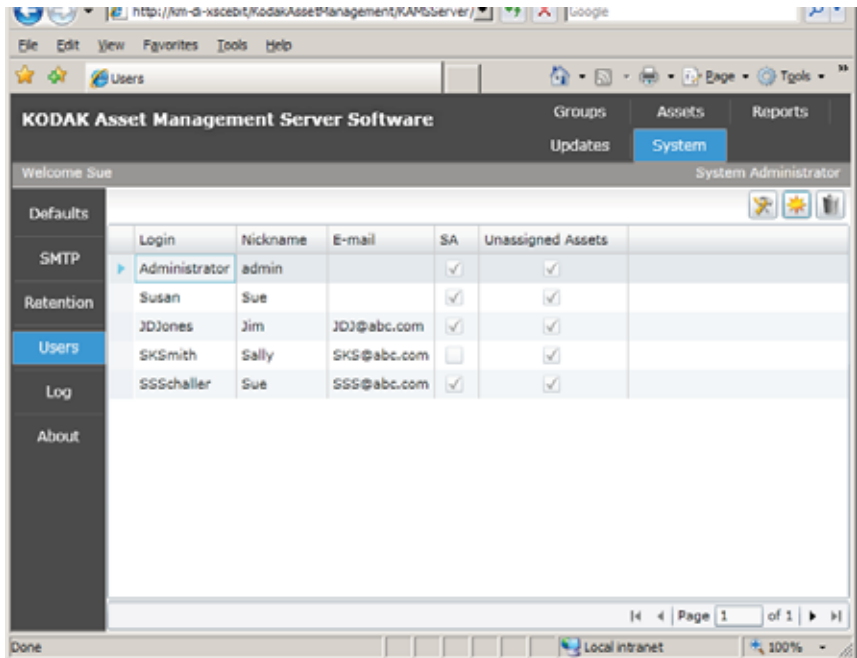 http://km-di-xscebit/KodakAssetManagement/KAMSServer/ Google
File Edit View Favorites Tools Help
Users Page Tools
KODAK Asset Management Server Software
Groups Assets Reports
Updates System
Welcome Sue System Administrator
Defaults
SMTP
Retention
Users
Log
About
Login Nickname E-mail SA Unassigned Assets
Administrator admin
Susan Sue
JDJones Jim JDJ@abc.com
SKSmith Sally SKS@abc.com
SSSchaller Sue SSS@abc.com
Page 1 of 1
Done Local intranet 100%